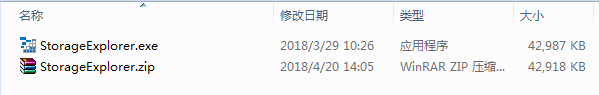 名称 修改日期 类型 大小
StorageExplorer.exe 2018/3/29 10:26 应用程序 42,987 KB
StorageExplorer.zip 2018/4/20 14:05 WinRAR ZIP 压缩... 42,918 KB